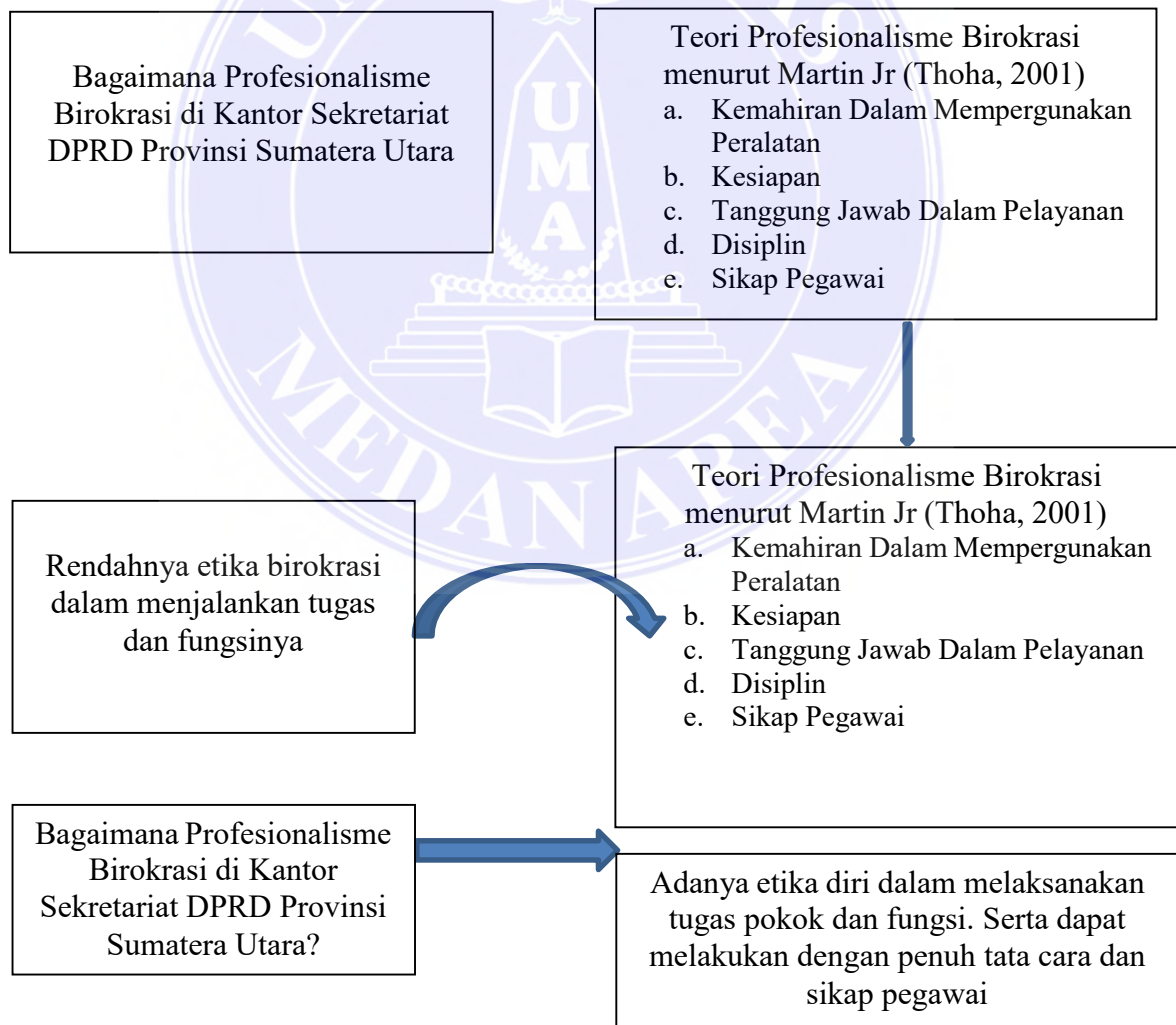 Bagaimana Profesionalisme
Birokrasi di Kantor Sekretariat
DPRD Provinsi Sumatera Utara
Teori Profesionalisme Birokrasi
menurut Martin Jr (Thoha, 2001)
a. Kemahiran Dalam Mempergunakan
Peralatan
b. Kesiapan
c. Tanggung Jawab Dalam Pelayanan
d. Disiplin
e. Sikap Pegawai
UMA
MEDAN AREA
Rendahnya etika birokrasi
dalam menjalankan tugas
dan fungsinya
Teori Profesionalisme Birokrasi
menurut Martin Jr (Thoha, 2001)
a. Kemahiran Dalam Mempergunakan
Peralatan
b. Kesiapan
c. Tanggung Jawab Dalam Pelayanan
d. Disiplin
e. Sikap Pegawai
Bagaimana Profesionalisme
Birokrasi di Kantor
Sekretariat DPRD Provinsi
Sumatera Utara?
Adanya etika diri dalam melaksanakan
tugas pokok dan fungsi. Serta dapat
melakukan dengan penuh tata cara dan
sikap pegawai